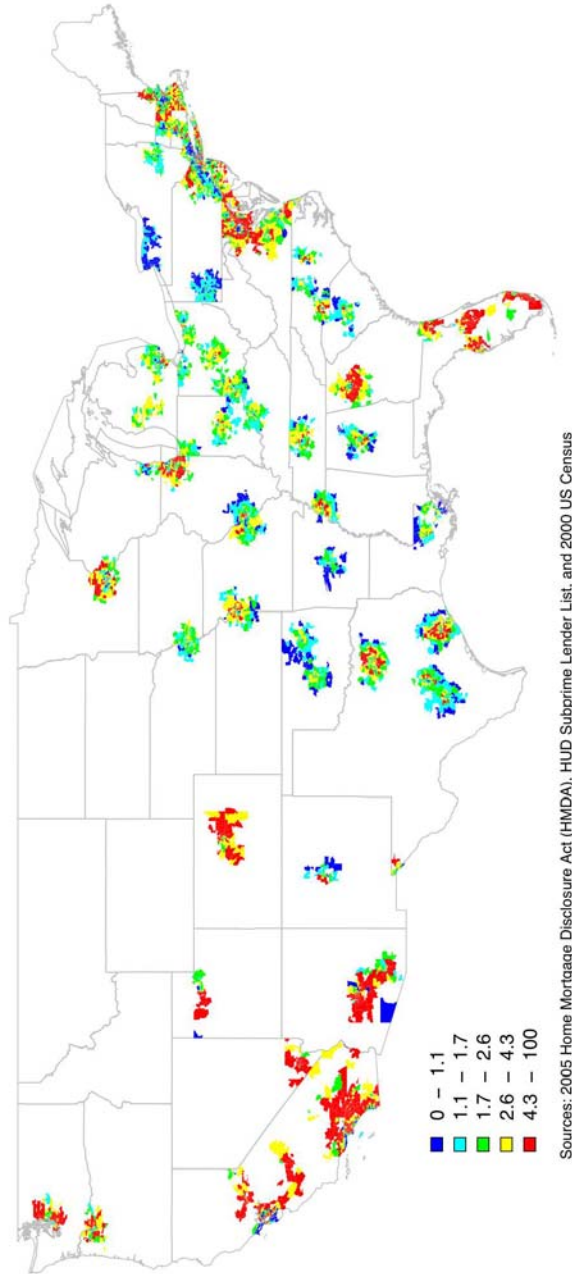 0 – 1.1
1.1 – 1.7
1.7 – 2.6
2.6 – 4.3
4.3 – 100
Sources: 2005 Home Mortgage Disclosure Act (HMDA), HUD Subprime Lender List, and 2000 US Census